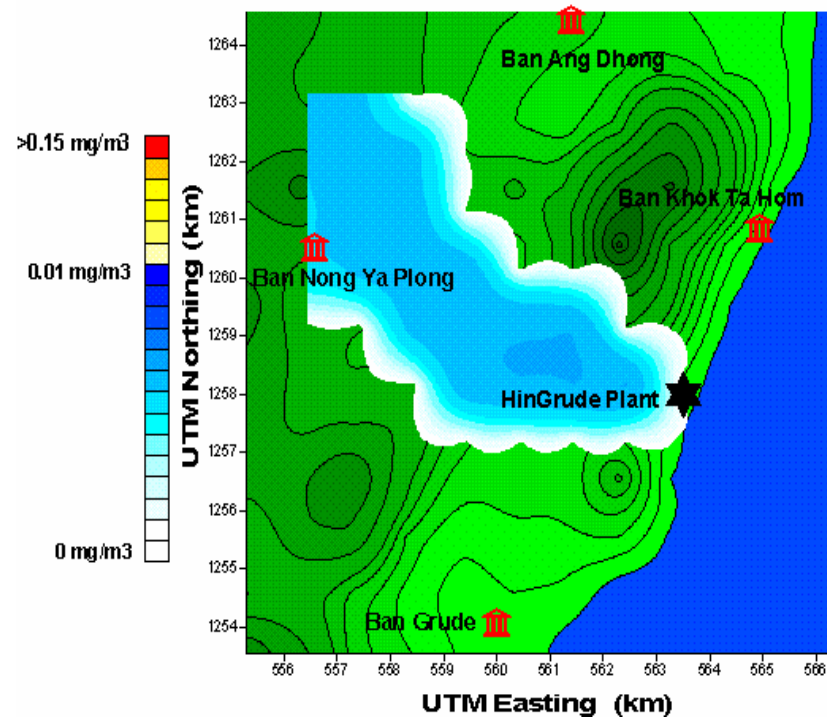 1264
1263
1262
1261
1260
1259
1258
1257
1256
1255
1254
UTM Northing (km)
>0.15 mg/m3
0.01 mg/m3
0 mg/m3
Ban Ang Dhong
Ban Khok Ta Hom
Ban Nong Ya Plong
HinGrude Plant
Ban Grude
556 557 558 559 560 561 562 563 564 565 566
UTM Easting (km)